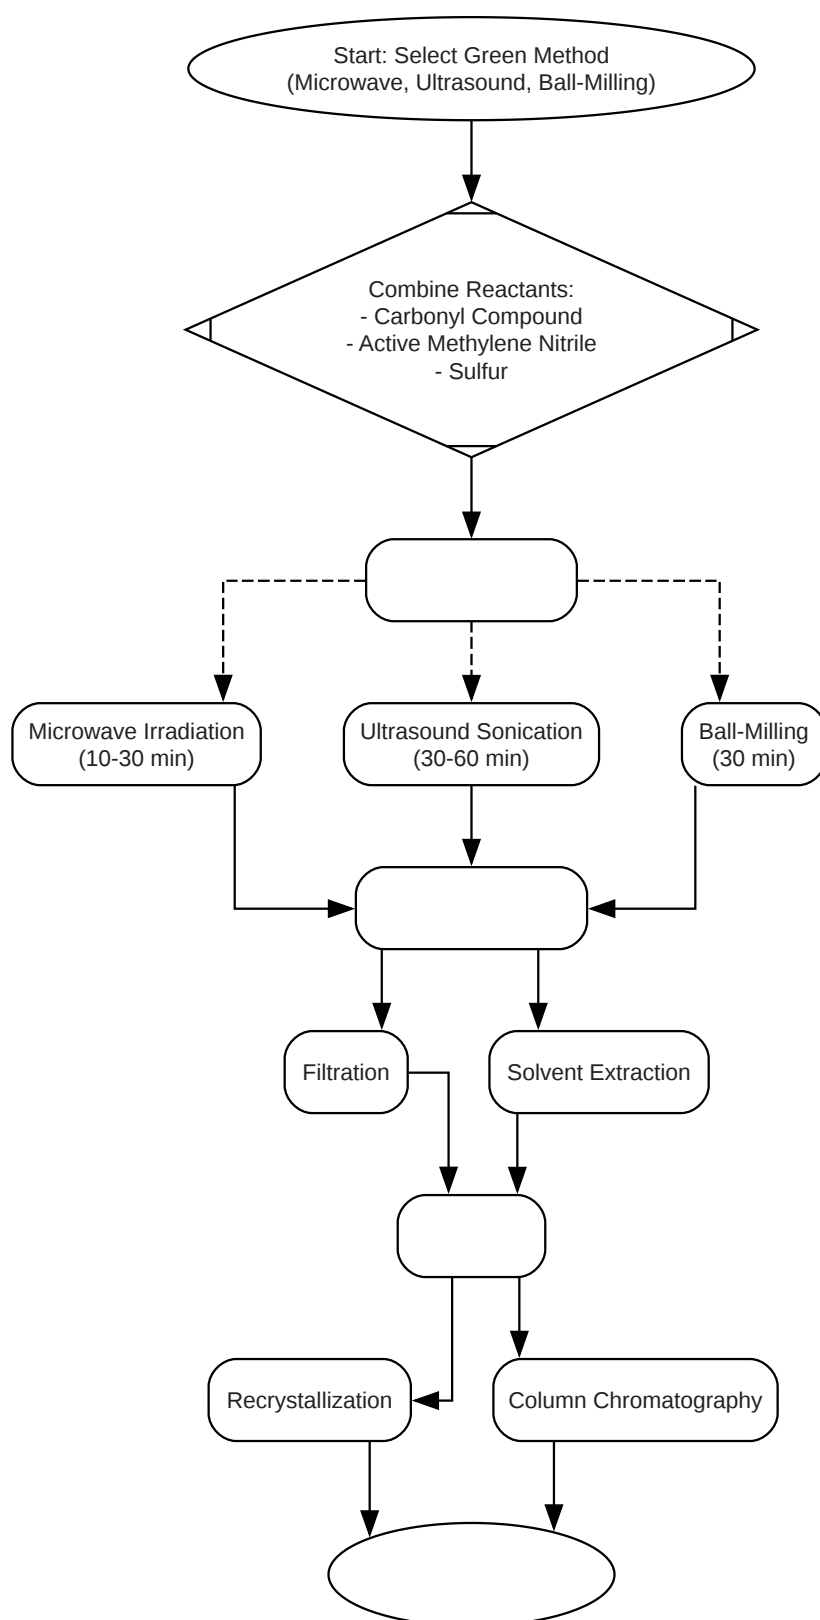 Start: Select Green Method
(Microwave, Ultrasound, Ball-Milling)
Combine Reactants:
- Carbonyl Compound
- Active Methylene Nitrile
- Sulfur
Microwave Irradiation
(10-30 min)
Ultrasound Sonication
(30-60 min)
Ball-Milling
(30 min)
Filtration
Solvent Extraction
Recrystallization
Column Chromatography